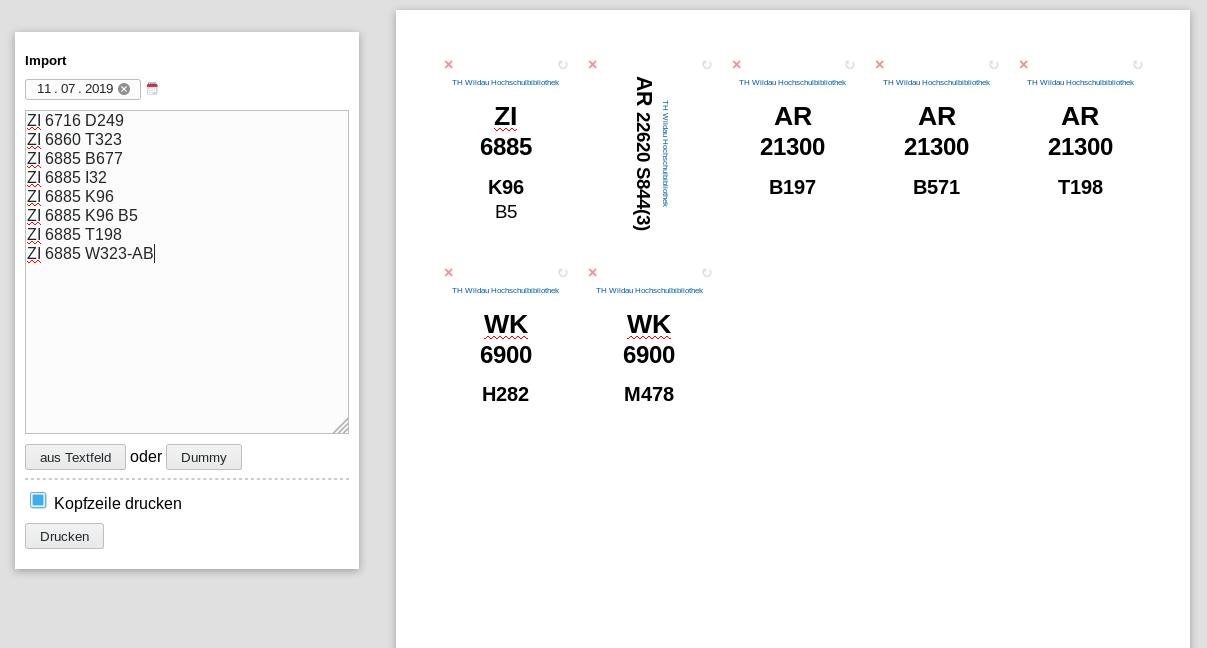 Import
11 . 07 . 2019
ZI 6716 D249
ZI 6860 T323
ZI 6885 B677
ZI 6885 I32
ZI 6885 K96
ZI 6885 K96 B5
ZI 6885 T198
ZI 6885 W323-AB
aus Textfeld oder Dummy
Kopfzeile drucken
Drucken
TH Wildau Hochschulbibliothek
ZI
6885
K96
B5
TH Wildau Hochschulbibliothek
AR 22620 S844(3)
TH Wildau Hochschulbibliothek
AR
21300
B197
TH Wildau Hochschulbibliothek
AR
21300
B571
TH Wildau Hochschulbibliothek
AR
21300
T198
TH Wildau Hochschulbibliothek
WK
6900
H282
TH Wildau Hochschulbibliothek
WK
6900
M478